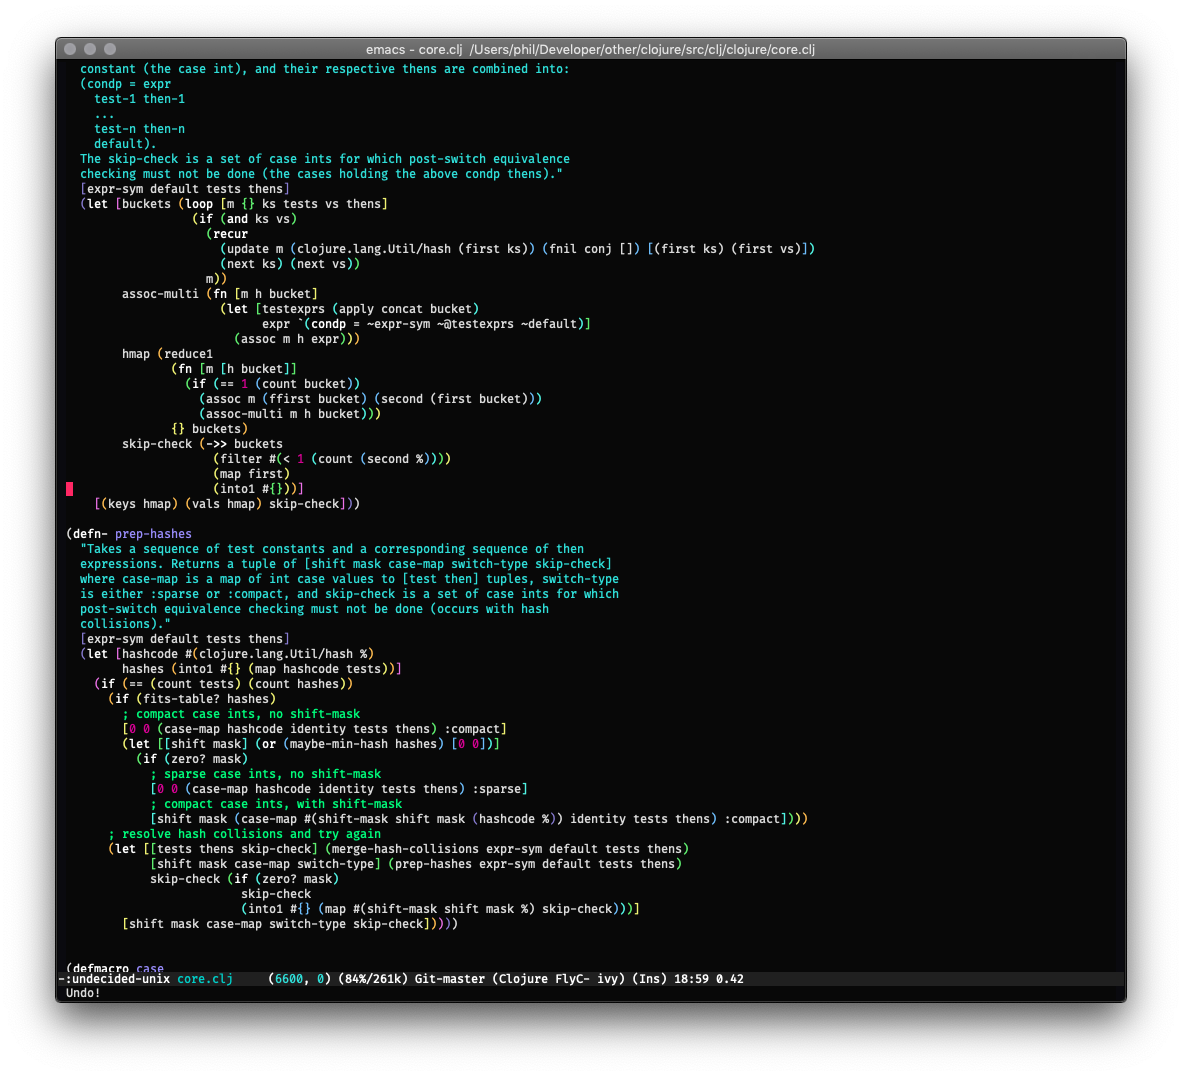 emacs - core.clj  /Users/phil/Developer/other/clojure/src/clj/clojure/core.clj
  constant (the case int), and their respective thens are combined into:
  (condp = expr
    test-1 then-1
    ...
    test-n then-n
    default).
  The skip-check is a set of case ints for which post-switch equivalence
  checking must not be done (the cases holding the above condp thens)."
  [expr-sym default tests thens]
  (let [buckets (loop [m {} ks tests vs thens]
                  (if (and ks vs)
                    (recur
                      (update m (clojure.lang.Util/hash (first ks)) (fnil conj []) [(first ks) (first vs)])
                      (next ks) (next vs))
                    m))
        assoc-multi (fn [m h bucket]
                      (let [testexprs (apply concat bucket)
                            expr `(condp = ~expr-sym ~@testexprs ~default)]
                        (assoc m h expr)))
        hmap (reduce1
               (fn [m [h bucket]]
                 (if (== 1 (count bucket))
                   (assoc m (ffirst bucket) (second (first bucket)))
                   (assoc-multi m h bucket)))
               {} buckets)
        skip-check (->> buckets
                     (filter #(< 1 (count (second %))))
                     (map first)
                     (into1 #{}))]
    [(keys hmap) (vals hmap) skip-check]))

(defn- prep-hashes
  "Takes a sequence of test constants and a corresponding sequence of then
  expressions. Returns a tuple of [shift mask case-map switch-type skip-check]
  where case-map is a map of int case values to [test then] tuples, switch-type
  is either :sparse or :compact, and skip-check is a set of case ints for which
  post-switch equivalence checking must not be done (occurs with hash
  collisions)."
  [expr-sym default tests thens]
  (let [hashcode #(clojure.lang.Util/hash %)
        hashes (into1 #{} (map hashcode tests))]
    (if (== (count tests) (count hashes))
      (if (fits-table? hashes)
        ; compact case ints, no shift-mask
        [0 0 (case-map hashcode identity tests thens) :compact]
        (let [[shift mask] (or (maybe-min-hash hashes) [0 0])]
          (if (zero? mask)
            ; sparse case ints, no shift-mask
            [0 0 (case-map hashcode identity tests thens) :sparse]
            ; compact case ints, with shift-mask
            [shift mask (case-map #(shift-mask shift mask (hashcode %)) identity tests thens) :compact])))
      ; resolve hash collisions and try again
      (let [[tests thens skip-check] (merge-hash-collisions expr-sym default tests thens)
            [shift mask case-map switch-type] (prep-hashes expr-sym default tests thens)
            skip-check (if (zero? mask)
                         skip-check
                         (into1 #{} (map #(shift-mask shift mask %) skip-check)))]
        [shift mask case-map switch-type skip-check]))))

(defmacro case
-:undecided-unix core.clj     (6600, 0) (84%/261k) Git-master (Clojure FlyC- ivy) (Ins) 18:59 0.42
Undo!